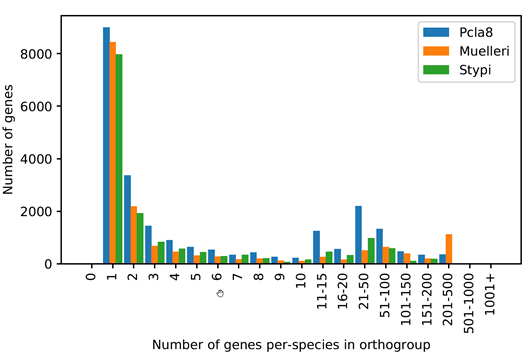 Pcla8
Muelleri
Stypi
Number of genes
8000
6000
4000
2000
0
0 1 2 3 4 5 6 7 8 9 10 11-15 16-20 21-50 51-100 101-150 151-200 201-500 501-1000 1001+
Number of genes per-species in orthogroup